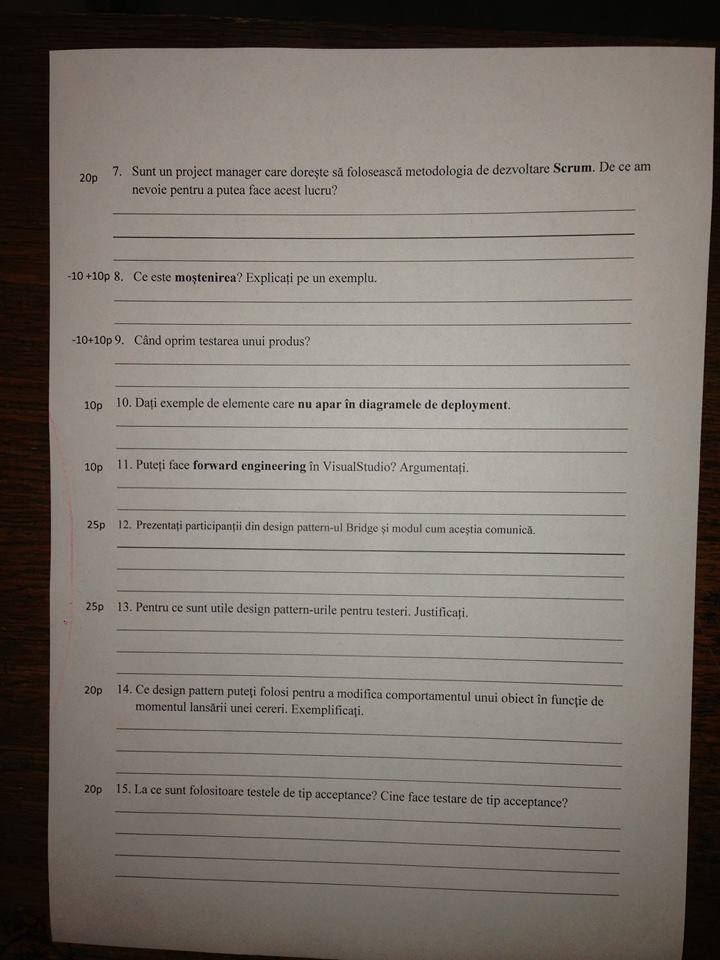 20p 7. Sunt un project manager care dorește să folosească metodologia de dezvoltare Scrum. De ce am
nevoie pentru a putea face acest lucru?
-10 +10p 8. Ce este moștenirea? Explicați pe un exemplu.
-10+10p 9. Când oprim testarea unui produs?
10p 10. Dați exemple de elemente care nu apar în diagramele de deployment.
10p 11. Puteți face forward engineering în VisualStudio? Argumentați.
25p 12. Prezentați participanții din design pattern-ul Bridge și modul cum aceștia comunică.
25p 13. Pentru ce sunt utile design pattern-urile pentru testeri. Justificați.
20p 14. Ce design pattern puteți folosi pentru a modifica comportamentul unui obiect în funcție de
momentul lansării unei cereri. Exemplificați.
20p 15. La ce sunt folositoare testele de tip acceptance? Cine face testare de tip acceptance?